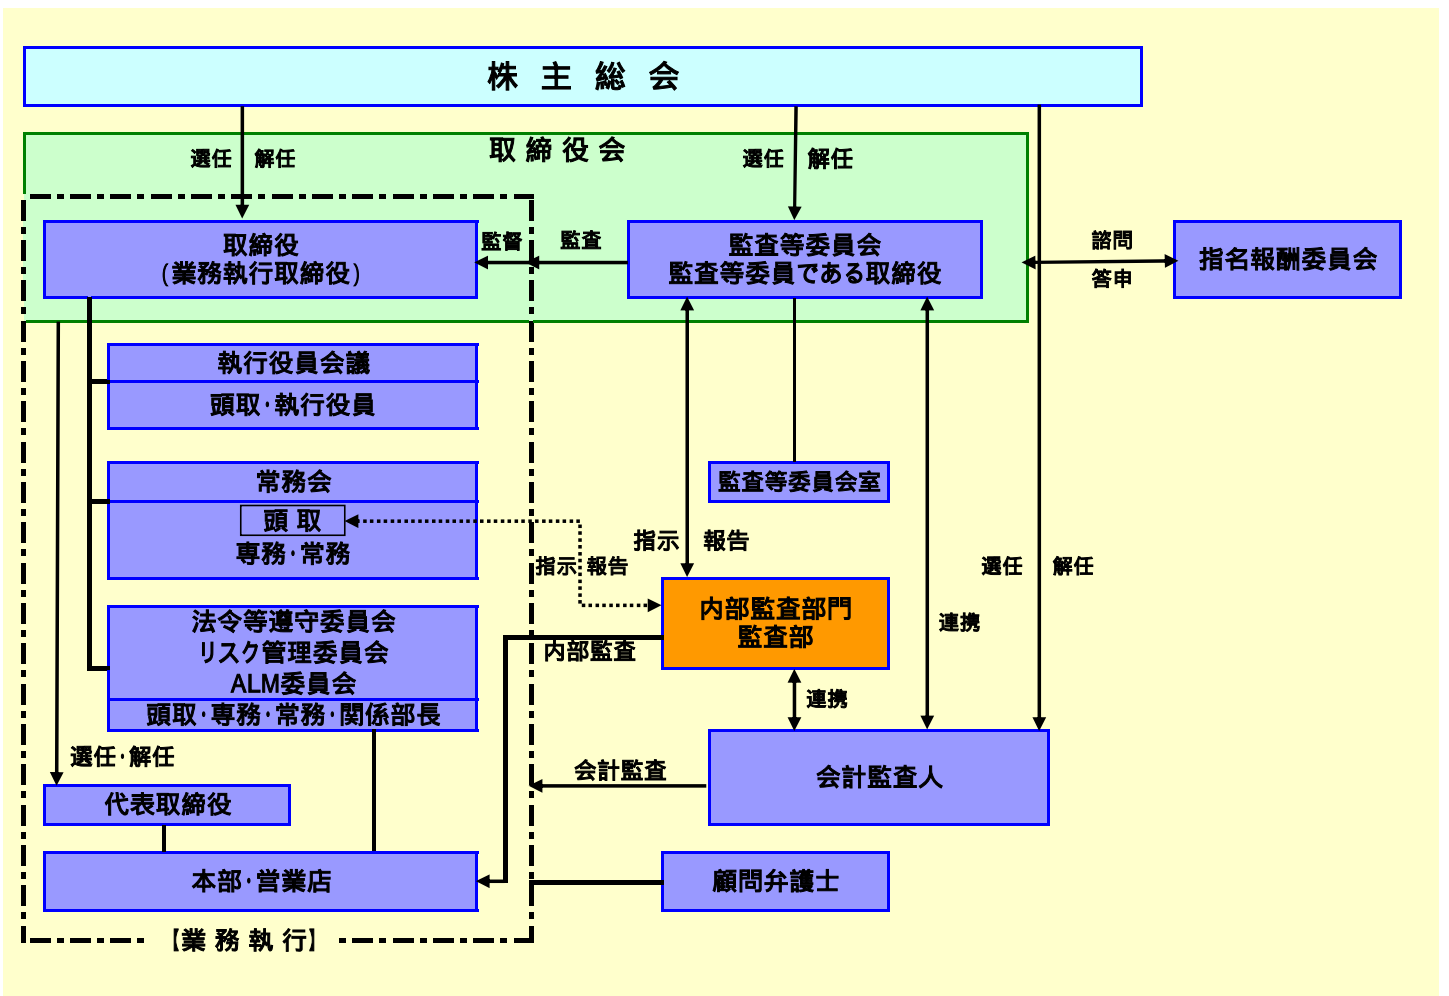 株 主 総 会
取 締 役 会
選任 解任
選任 解任
取締役
（業務執行取締役）
監督
監査
監査等委員会
監査等委員である取締役
諮問
答申
指名報酬委員会
執行役員会議
頭取・執行役員
常務会
頭 取
専務・常務
監査等委員会室
指示 報告
指示 報告
選任 解任
内部監査部門
監査部
法令等遵守委員会
リスク管理委員会
ALM委員会
頭取・専務・常務・関係部長
内部監査
連携
連携
選任・解任
会計監査
会計監査人
代表取締役
本部・営業店
顧問弁護士
【業 務 執 行】